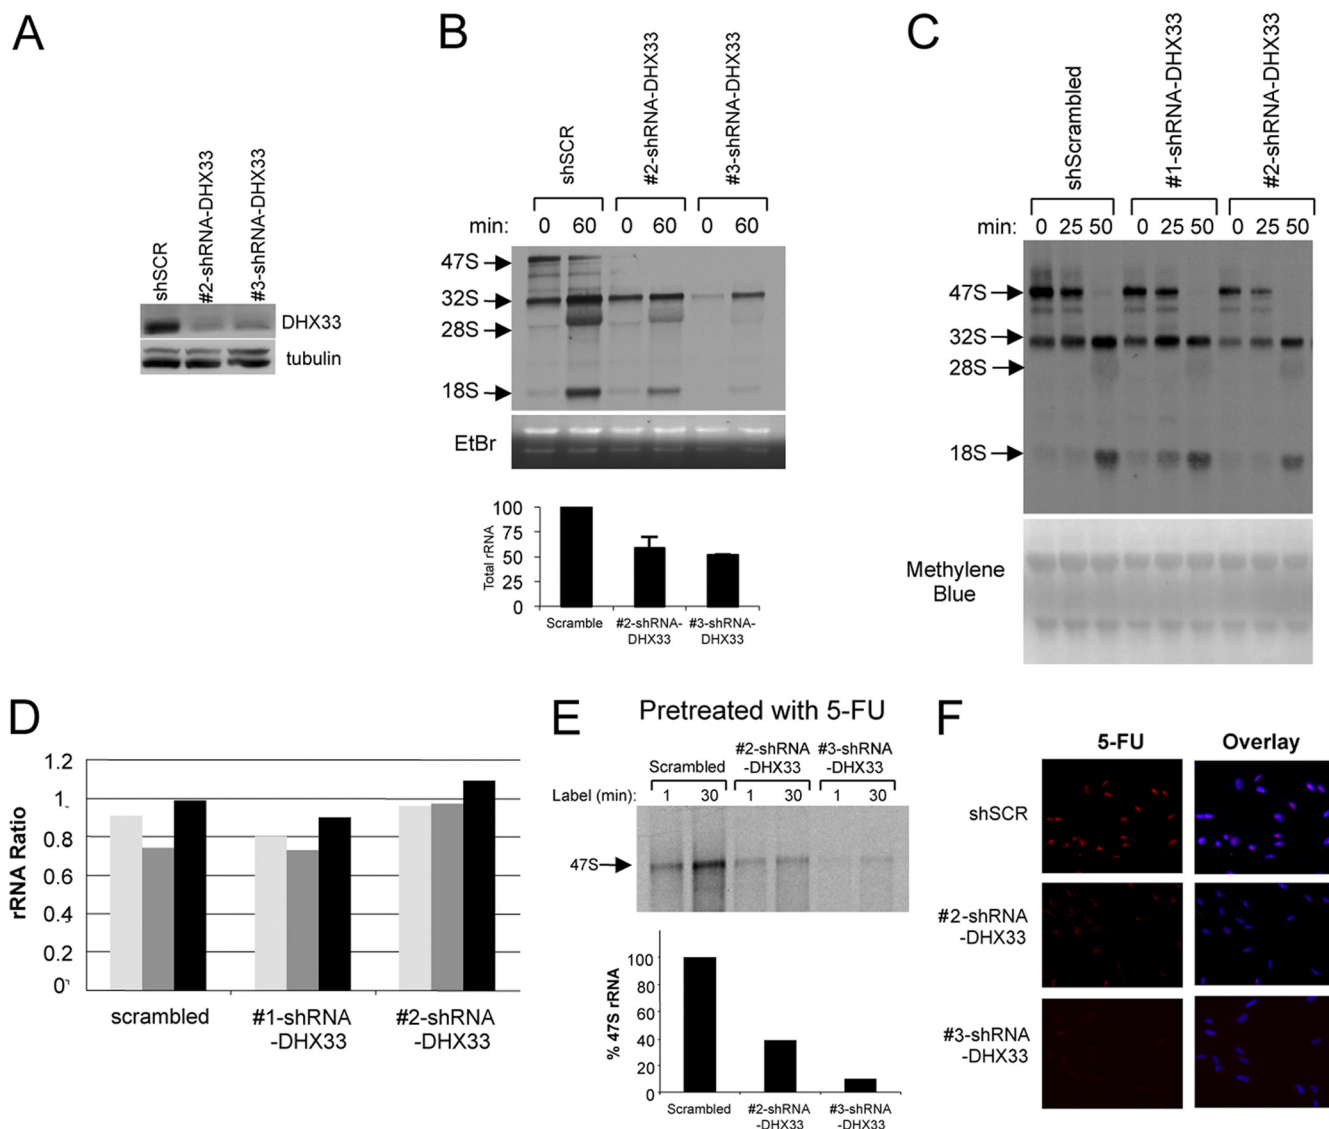 A
shSCR
#2-shRNA-DHX33
#3-shRNA-DHX33
DHX33
tubulin
B
shSCR
#2-shRNA-DHX33
#3-shRNA-DHX33
min: 0 60 0 60 0 60
47S
32S
28S
18S
EtBr
100
75
50
25
0
Total rRNA
Scramble
#2-shRNA-
DHX33
#3-shRNA-
DHX33
C
shScrambled
#1-shRNA-DHX33
#2-shRNA-DHX33
min: 0 25 50 0 25 50 0 25 50
47S
32S
28S
18S
Methylene
Blue
D
1.2
1
0.8
0.6
0.4
0.2
0
rRNA Ratio
scrambled
#1-shRNA
-DHX33
#2-shRNA
-DHX33
E
Pretreated with 5-FU
Scrambled
#2-shRNA
-DHX33
#3-shRNA
-DHX33
Label (min): 1 30 1 30 1 30
47S
100
80
60
40
20
0
% 47S rRNA
Scrambled
#2-shRNA
-DHX33
#3-shRNA
-DHX33
F
5-FU
Overlay
shSCR
#2-shRNA
-DHX33
#3-shRNA
-DHX33